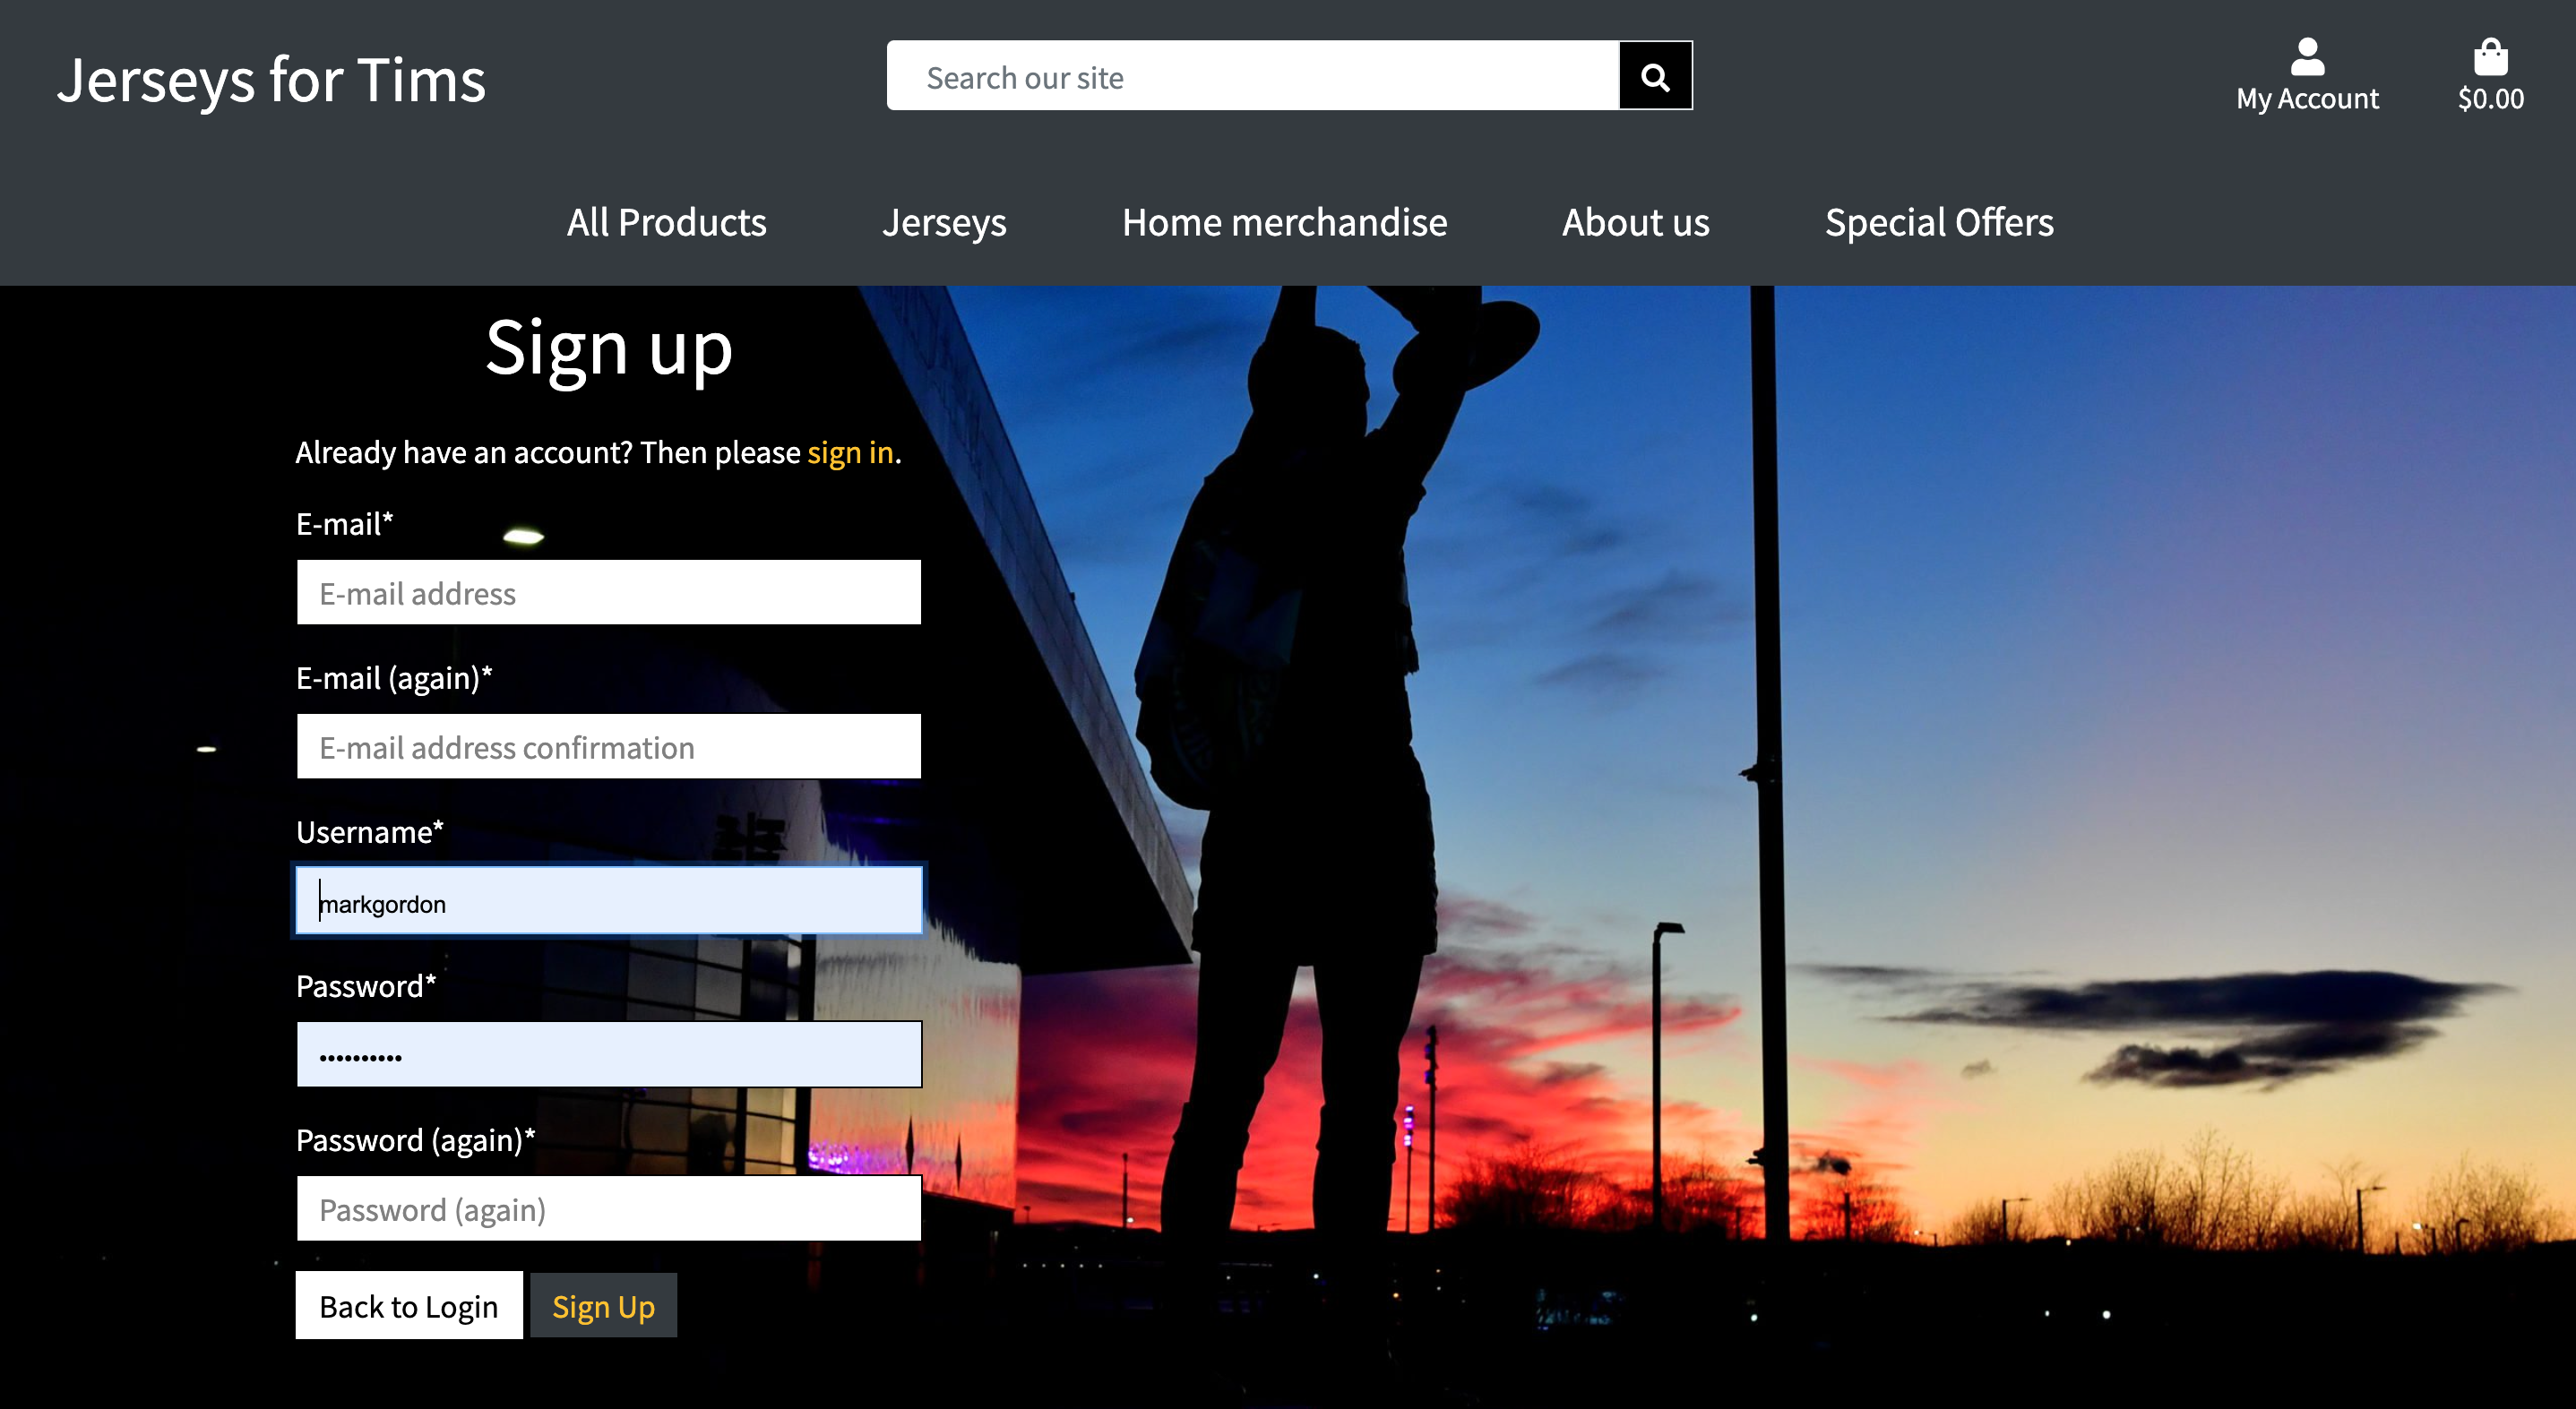 Jerseys for Tims
Search our site
My Account
$0.00
All Products
Jerseys
Home merchandise
About us
Special Offers
Sign up
Already have an account? Then please sign in.
E-mail*
E-mail address
E-mail (again)*
E-mail address confirmation
Username*
markgordon
Password*
••••••••••
Password (again)*
Password (again)
Back to Login
Sign Up